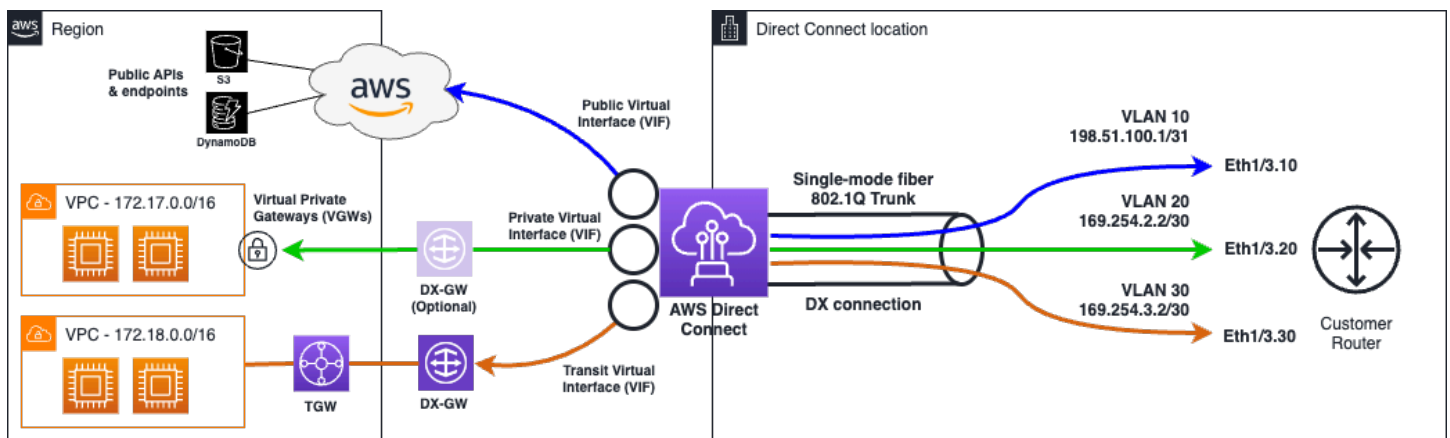 aws
Region
Direct Connect location
Public APIs
& endpoints
S3
DynamoDB
aws
Public Virtual
Interface (VIF)
VLAN 10
198.51.100.1/31
Eth1/3.10
VPC - 172.17.0.0/16
Virtual Private
Gateways (VGWs)
Private Virtual
Interface (VIF)
DX-GW
(Optional)
Single-mode fiber
802.1Q Trunk
VLAN 20
169.254.2.2/30
Eth1/3.20
AWS Direct
Connect
DX connection
VLAN 30
169.254.3.2/30
Eth1/3.30
Customer
Router
VPC - 172.18.0.0/16
TGW
DX-GW
Transit Virtual
Interface (VIF)